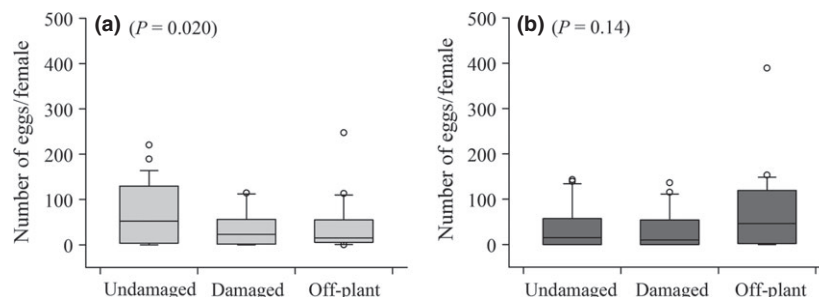 (a) (P = 0.020)
Number of eggs/female
500
400
300
200
100
0
Undamaged Damaged Off-plant
(b) (P = 0.14)
Number of eggs/female
500
400
300
200
100
0
Undamaged Damaged Off-plant